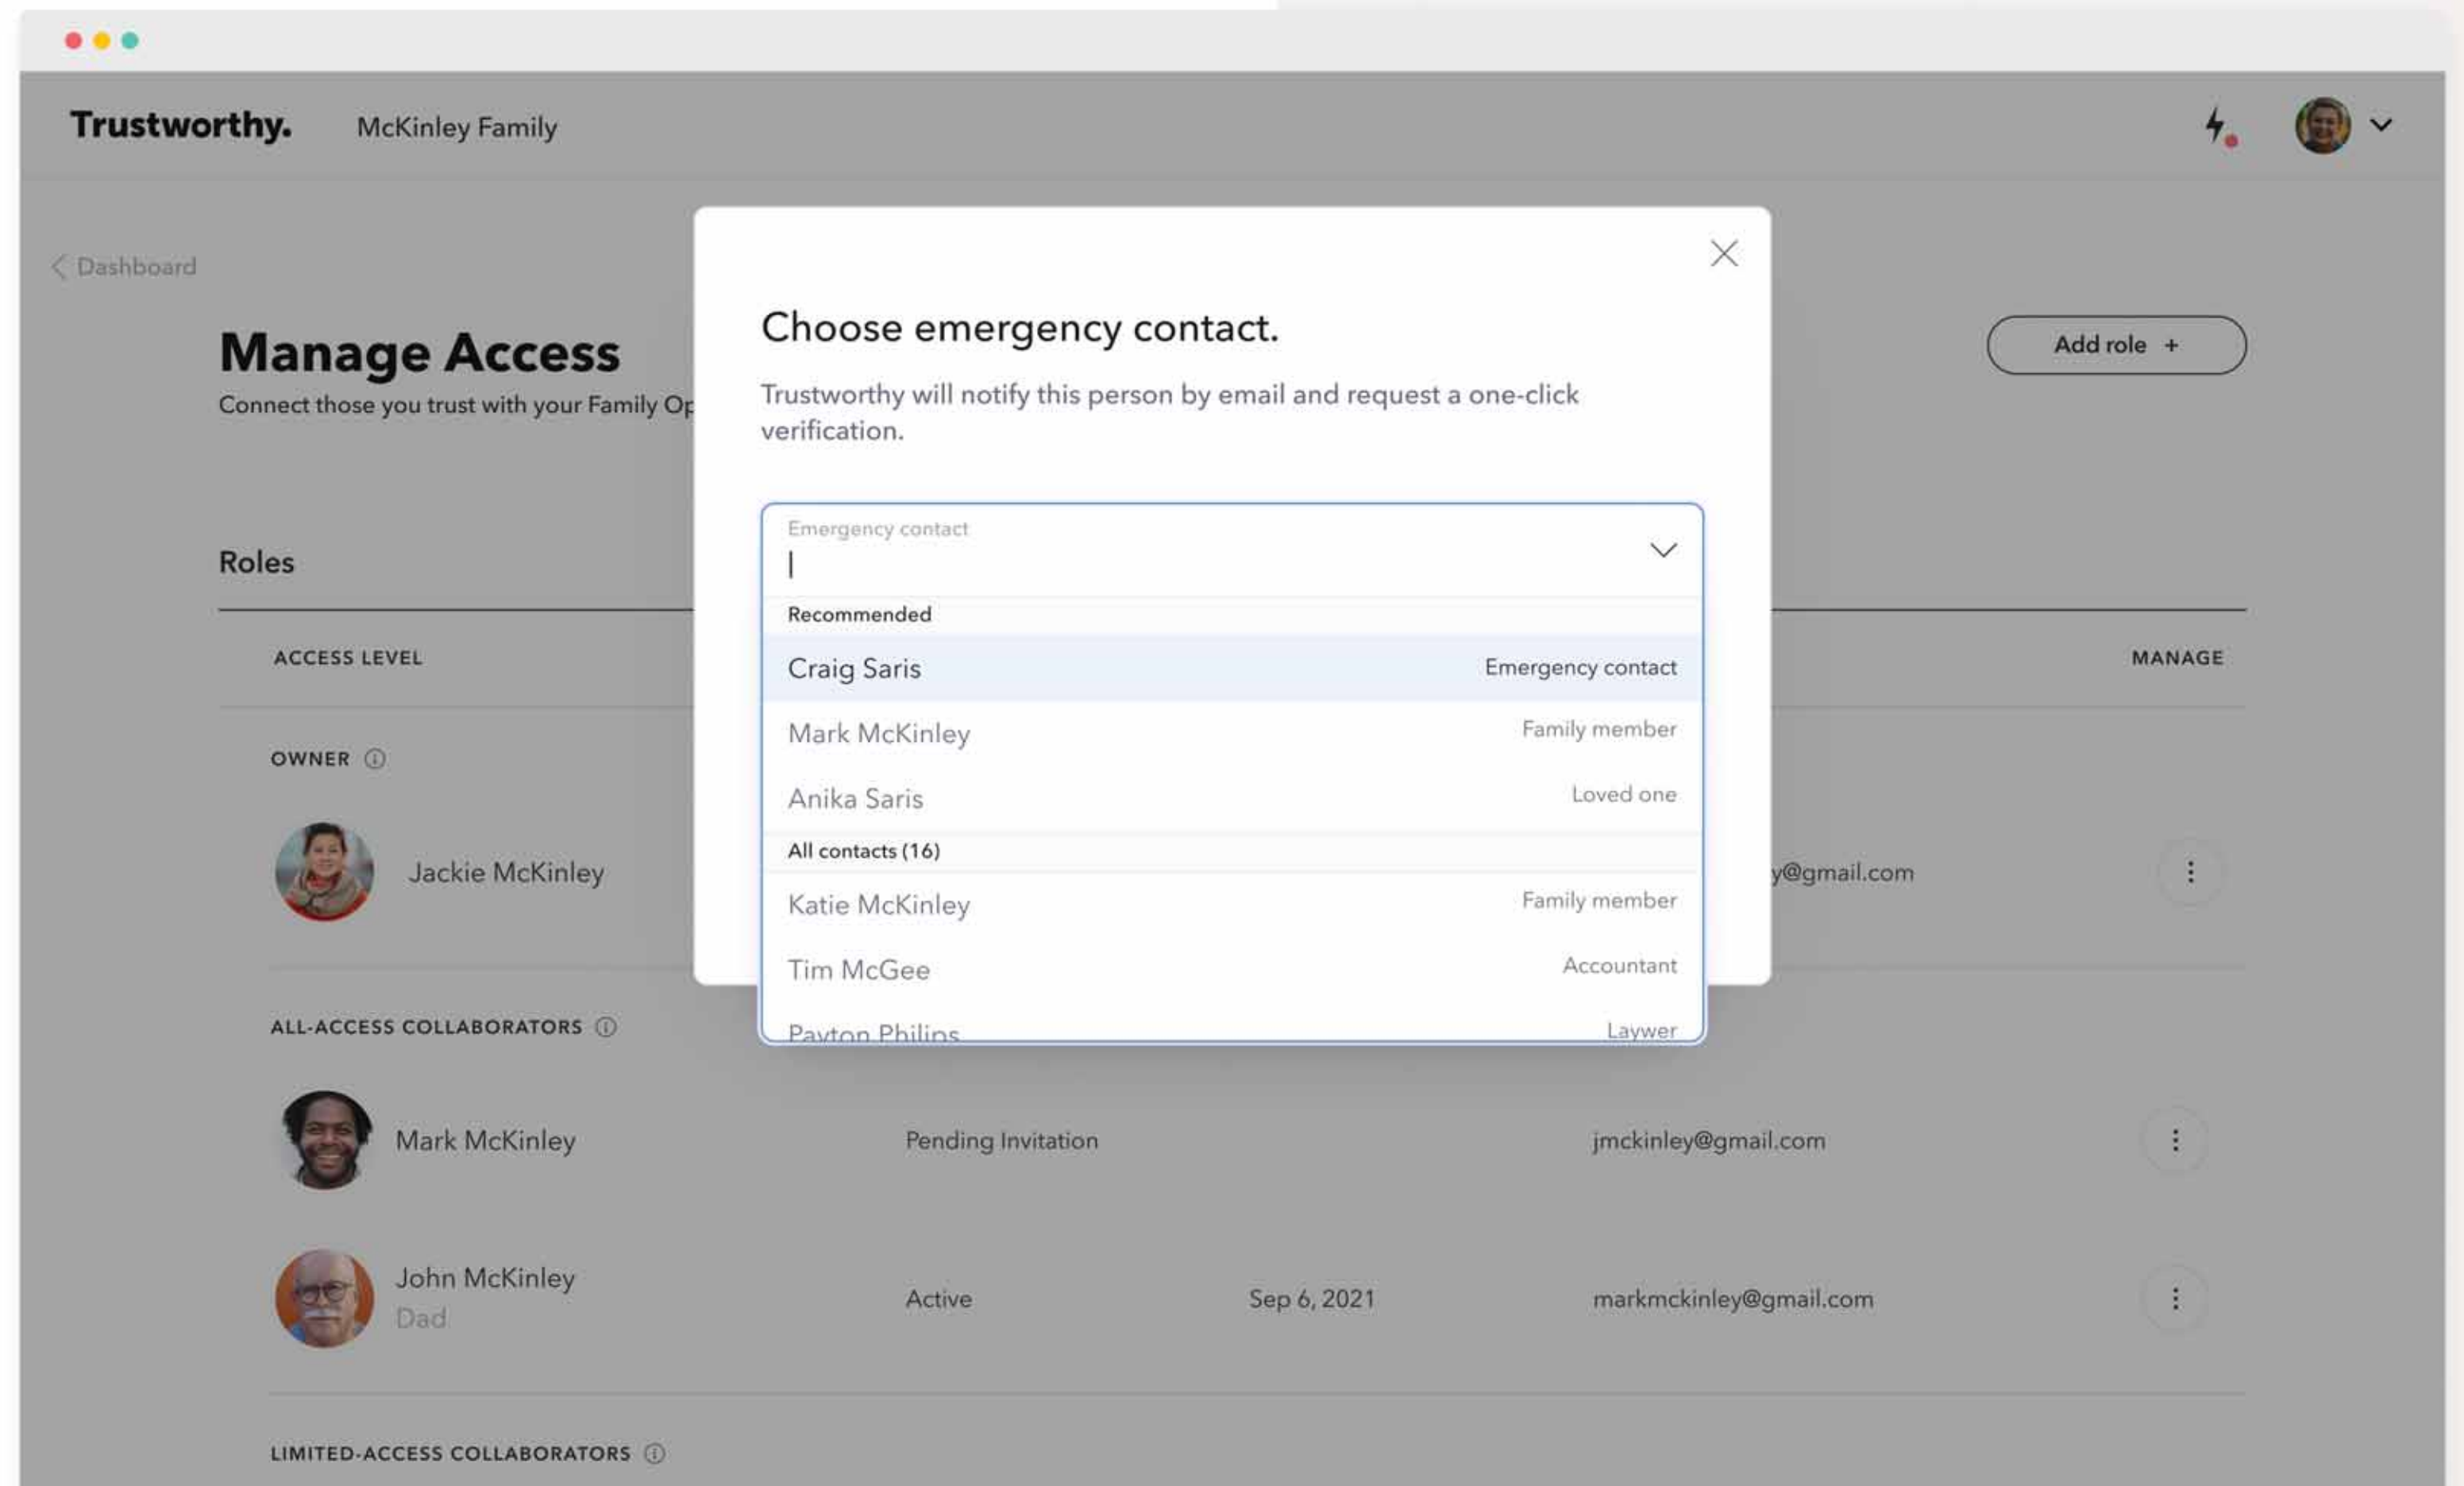 Trustworthy.
McKinley Family
Dashboard
Manage Access
Add role +
Connect those you trust with your Family Op
Choose emergency contact.
Trustworthy will notify this person by email and request a one-click
verification.
Emergency contact
Recommended
Craig Saris Emergency contact
Mark McKinley Family member
Anika Saris Loved one
All contacts (16)
Katie McKinley Family member
Tim McGee Accountant
Payton Philips Laywer
Roles
ACCESS LEVEL
MANAGE
OWNER
Jackie McKinley
y@gmail.com
ALL-ACCESS COLLABORATORS
Mark McKinley Pending Invitation jmckinley@gmail.com
John McKinley
Dad
Active Sep 6, 2021 markmckinley@gmail.com
LIMITED-ACCESS COLLABORATORS